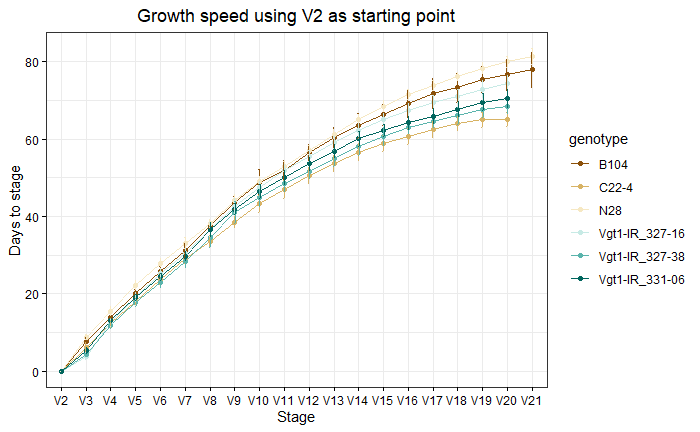 Growth speed using V2 as starting point
Days to stage
80
60
40
20
0
V2 V3 V4 V5 V6 V7 V8 V9 V10 V11 V12 V13 V14 V15 V16 V17 V18 V19 V20 V21
Stage
genotype
B104
C22-4
N28
Vgt1-IR_327-16
Vgt1-IR_327-38
Vgt1-IR_331-06